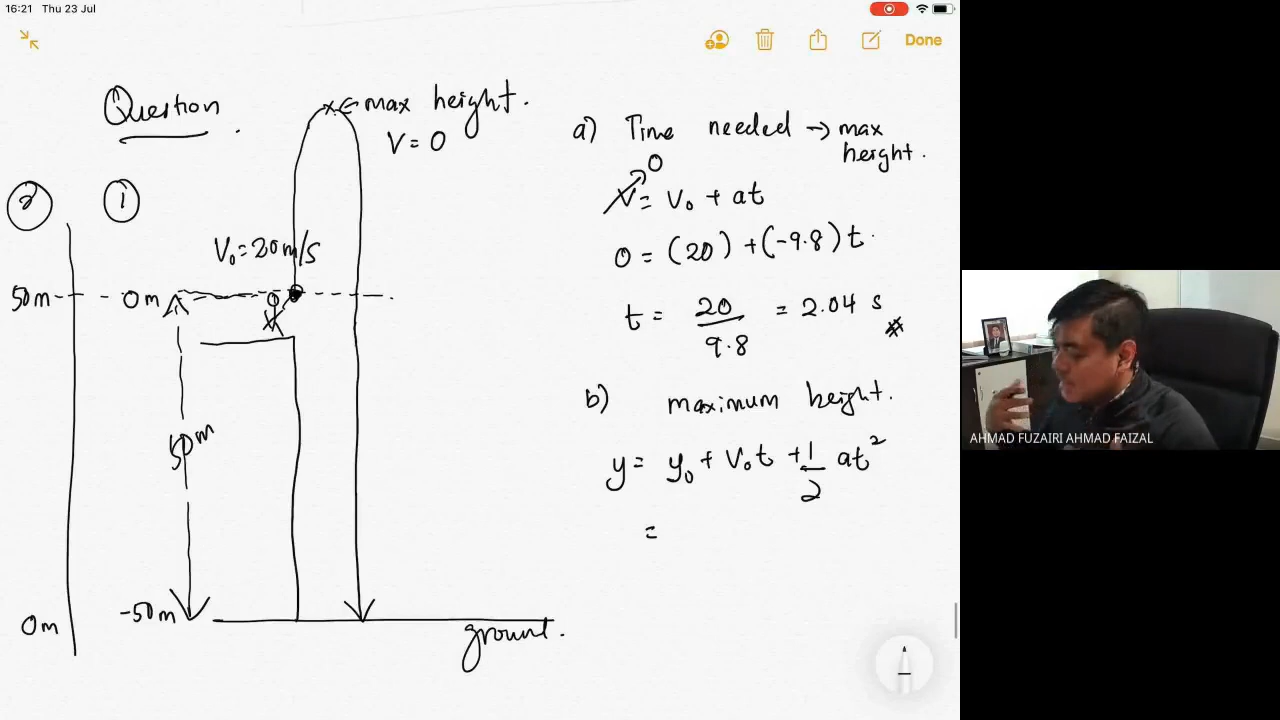 16:21 Thu 23 Jul
Done
Question.
max height.
V = 0
2
1
V₀ = 20 m/s
50m
0m
50m
-50m
0m
ground.
a) Time needed → max height.
0
V = V₀ + at
0 = (20) + (-9.8) t
t = 20/9.8 = 2.04 s
b) maximum height.
y = y₀ + V₀t + 1/2 at²
=
AHMAD FUZAIRI AHMAD FAIZAL